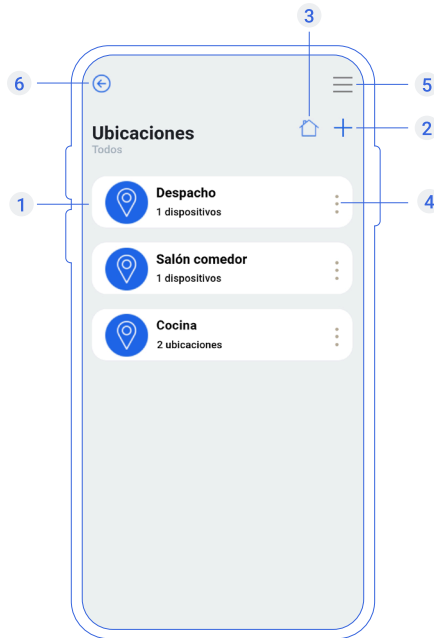 3
6
5
2
Ubicaciones
Todos
1
Despacho
1 dispositivos
4
Salón comedor
1 dispositivos
Cocina
2 ubicaciones